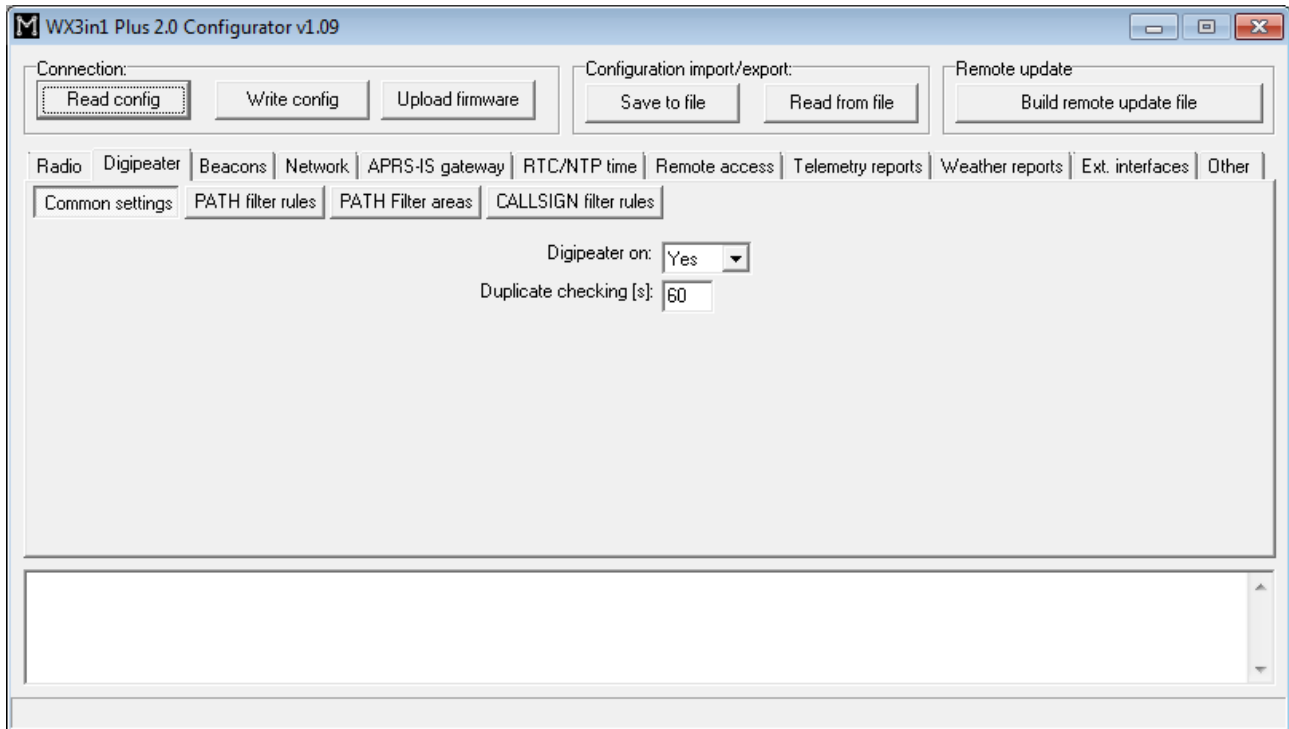 WX3in1 Plus 2.0 Configurator v1.09
Connection: Configuration import/export: Remote update
Read config Write config Upload firmware Save to file Read from file Build remote update file
Radio Digipeater Beacons Network APRS-IS gateway RTC/NTP time Remote access Telemetry reports Weather reports Ext. interfaces Other
Common settings PATH filter rules PATH Filter areas CALLSIGN filter rules
Digipeater on: Yes
Duplicate checking [s]: 60